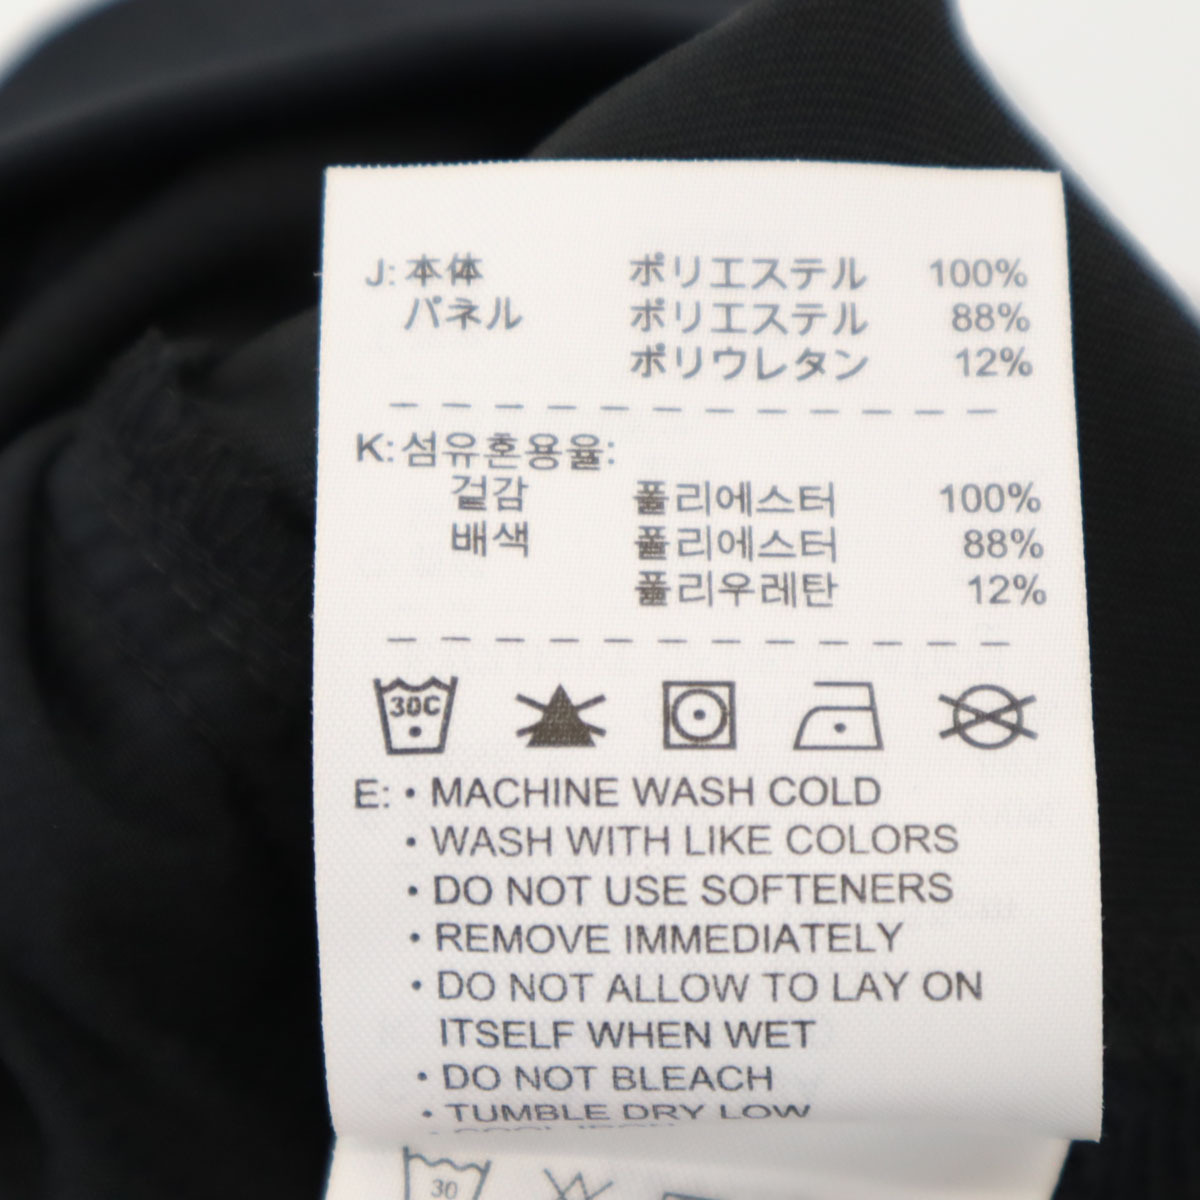 J: 本体 ポリエステル 100%
パネル ポリエステル 88%
ポリウレタン 12%
K: 섬유혼용율:
겉감 폴리에스터 100%
배색 폴리에스터 88%
폴리우레탄 12%
30C
E: • MACHINE WASH COLD
• WASH WITH LIKE COLORS
• DO NOT USE SOFTENERS
• REMOVE IMMEDIATELY
• DO NOT ALLOW TO LAY ON
ITSELF WHEN WET
• DO NOT BLEACH
• TUMBLE DRY LOW
30